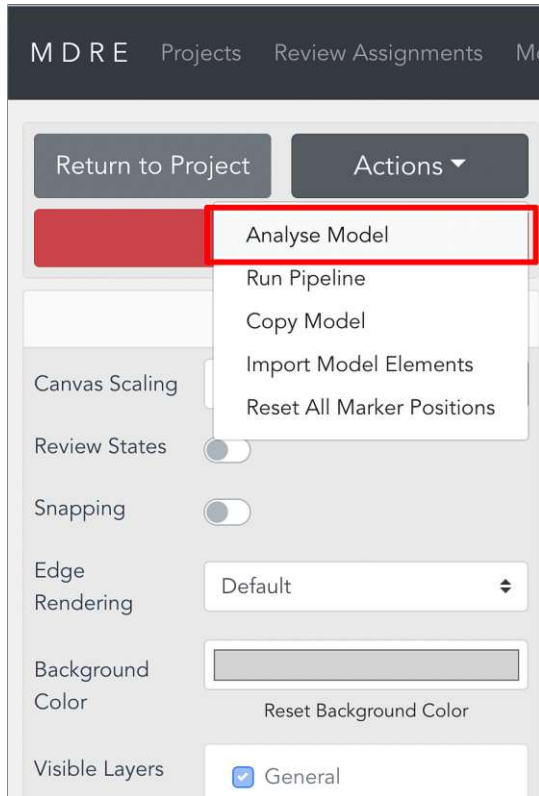 MDRE Projects Review Assignments
Return to Project Actions
Analyse Model
Run Pipeline
Copy Model
Import Model Elements
Reset All Marker Positions
Canvas Scaling
Review States
Snapping
Edge
Rendering
Default
Background
Color
Reset Background Color
Visible Layers
General